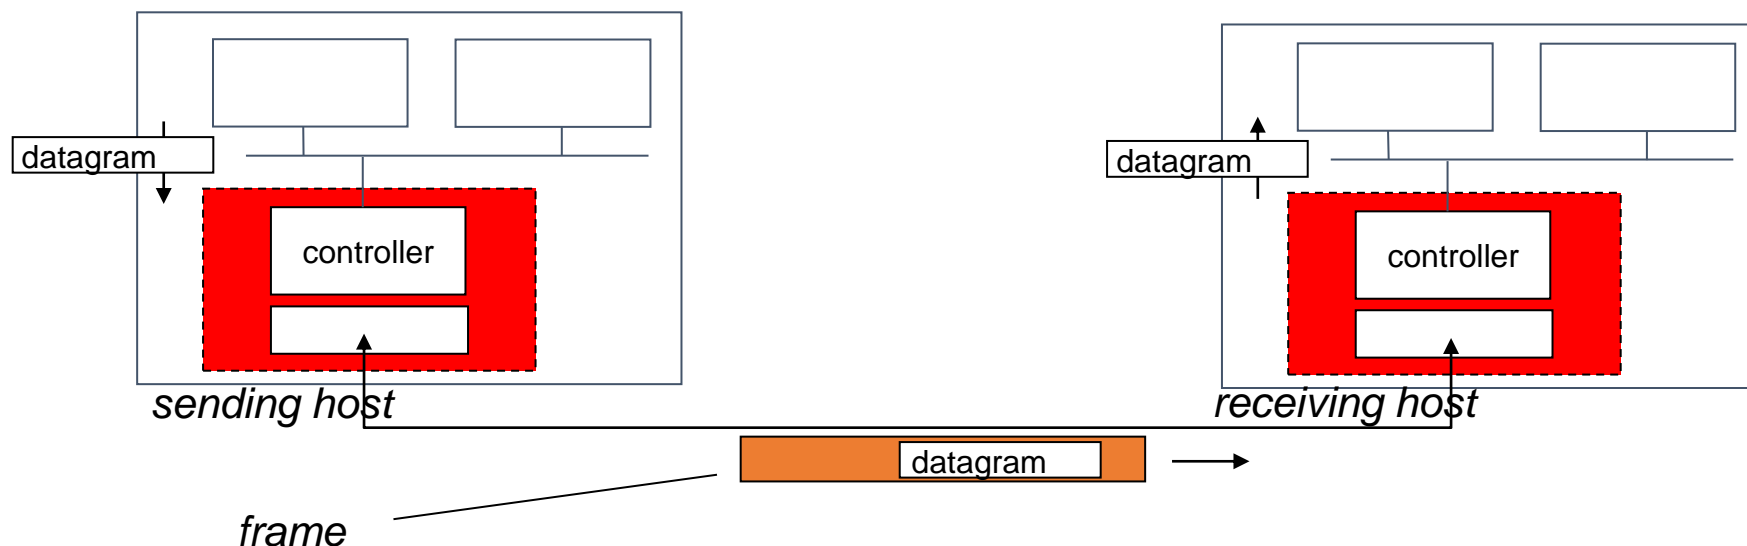 datagram
controller
sending host
datagram
controller
receiving host
datagram
frame